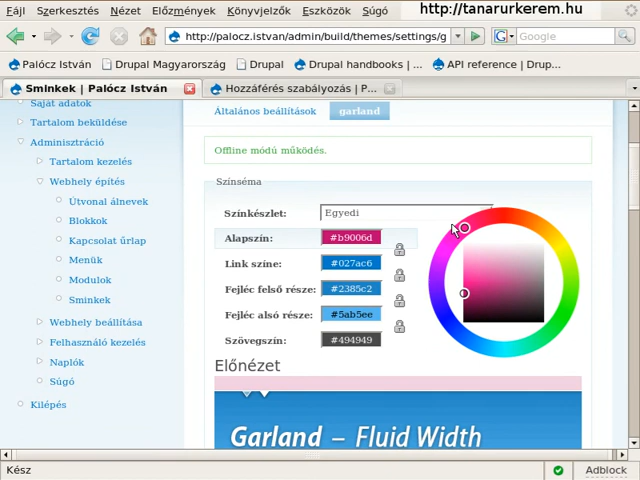 Fájl Szerkesztés Nézet Előzmények Könyvjelzők Eszközök Súgó http://tanarurkerem.hu
http://palocz.istvan/admin/build/themes/settings/g Google
Palócz István Drupal Magyarország Drupal Drupal handbooks | ... API reference | Drup...
Sminkek | Palócz István Hozzáférés szabályozás | P...
Saját adatok
Tartalom beküldése
Adminisztráció
Tartalom kezelés
Webhely építés
Útvonal álnevek
Blokkok
Kapcsolat űrlap
Menük
Modulok
Sminkek
Webhely beállítása
Felhasználó kezelés
Naplók
Súgó
Kilépés
Általános beállítások garland
Offline módú működés.
Színséma
Színkészlet: Egyedi
Alapszín: #b9006d
Link színe: #027ac6
Fejléc felső része: #2385c2
Fejléc alsó része: #5ab5ee
Szövegszín: #494949
Előnézet
Garland – Fluid Width
Kész Adblock